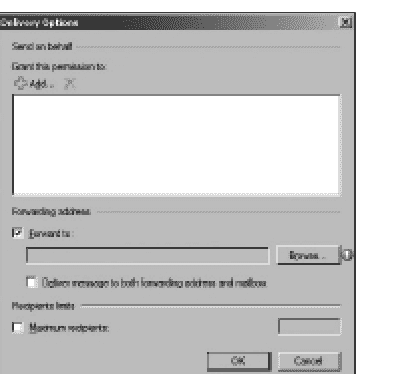 Delivery Options
Send on behalf
Grant this permission to:
Add...
Forwarding address
Forward to:
Browse...
Deliver message to both forwarding address and mailbox
Recipients limits
Maximum recipients:
OK
Cancel